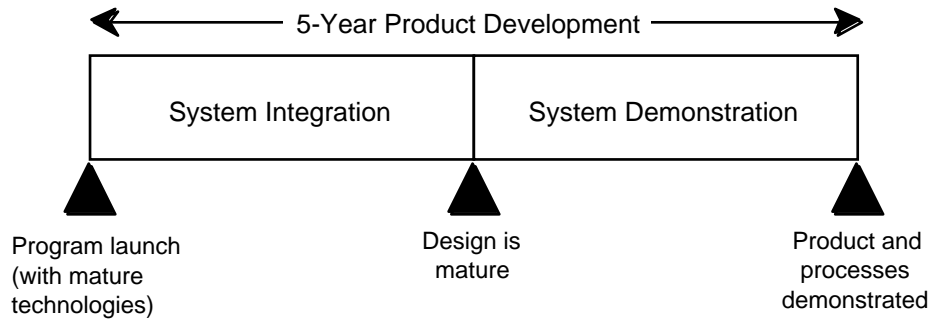 5-Year Product Development
System Integration
System Demonstration
Program launch
(with mature
technologies)
Design is
mature
Product and
processes
demonstrated